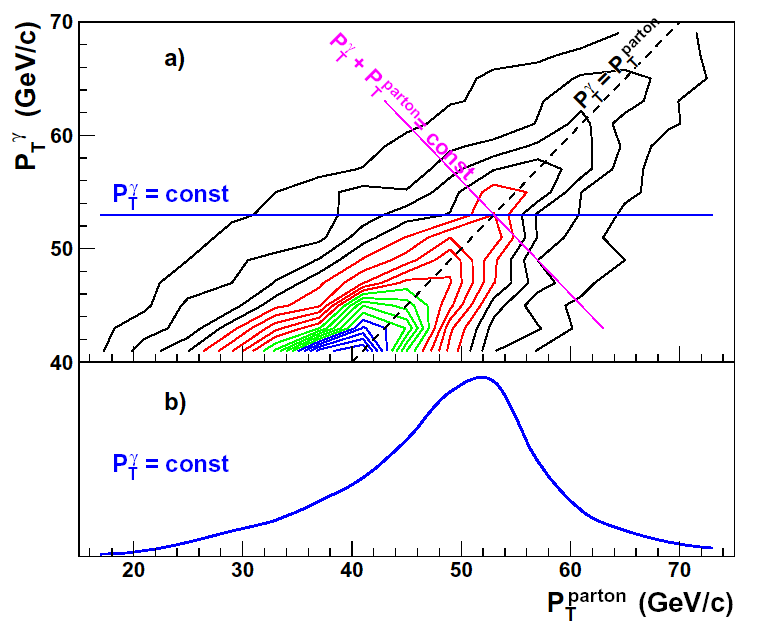 70
60
50
40
P_T^γ (GeV/c)
a)
P_T^γ + P_T^parton = const
P_T^γ = P_T^parton
P_T^γ = const
b)
P_T^γ = const
20 30 40 50 60 70
P_T^parton (GeV/c)